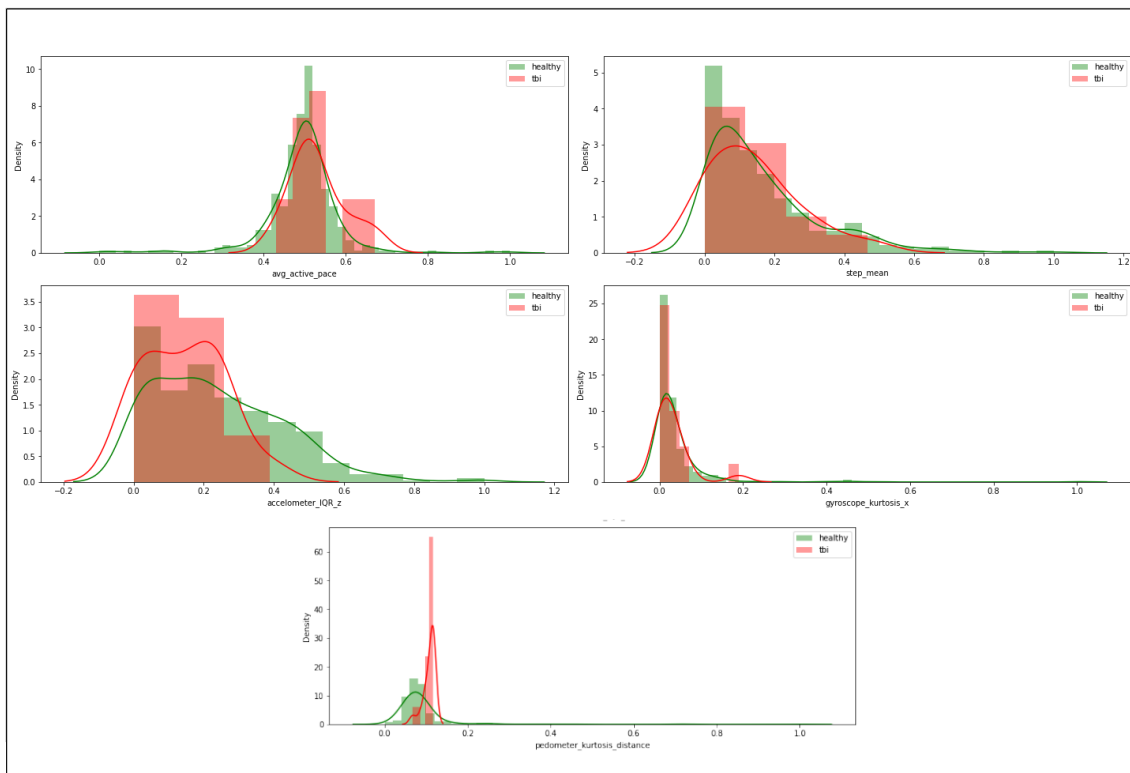 healthy
tbi
10
8
6
4
2
0
Density
0.0 0.2 0.4 0.6 0.8 1.0
avg_active_pace
healthy
tbi
5
4
3
2
1
0
Density
−0.2 0.0 0.2 0.4 0.6 0.8 1.0 1.2
step_mean
healthy
tbi
3.5
3.0
2.5
2.0
1.5
1.0
0.5
0.0
Density
−0.2 0.0 0.2 0.4 0.6 0.8 1.0 1.2
accelometer_IQR_z
healthy
tbi
25
20
15
10
5
0
Density
0.0 0.2 0.4 0.6 0.8 1.0
gyroscope_kurtosis_x
healthy
tbi
60
50
40
30
20
10
0
Density
0.0 0.2 0.4 0.6 0.8 1.0
pedometer_kurtosis_distance